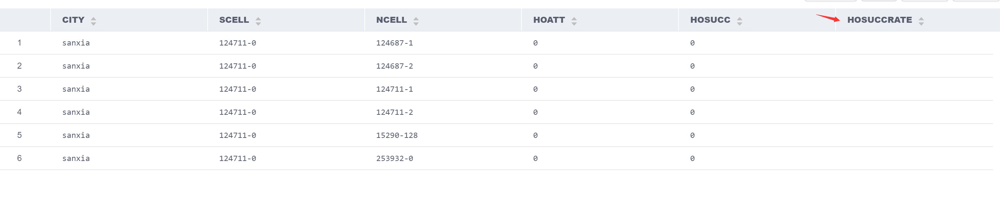 CITY SCELL NCELL HOATT HOSUCC HOSUCCRATE
1 sanxia 124711-0 124687-1 0 0
2 sanxia 124711-0 124687-2 0 0
3 sanxia 124711-0 124711-1 0 0
4 sanxia 124711-0 124711-2 0 0
5 sanxia 124711-0 15290-128 0 0
6 sanxia 124711-0 253932-0 0 0